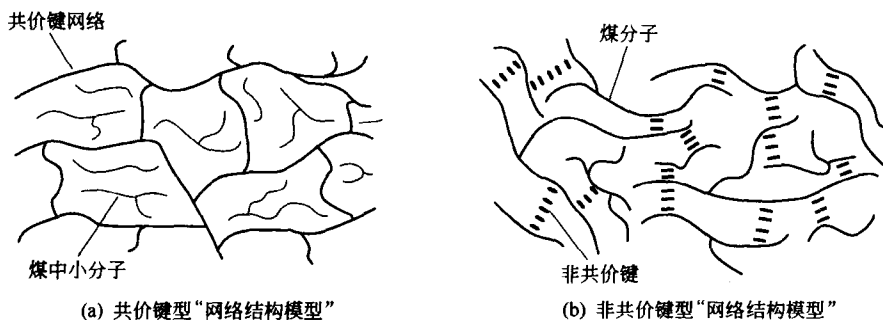 共价键网络
煤分子
煤中小分子
非共价键
(a) 共价键型“网络结构模型”
(b) 非共价键型“网络结构模型”